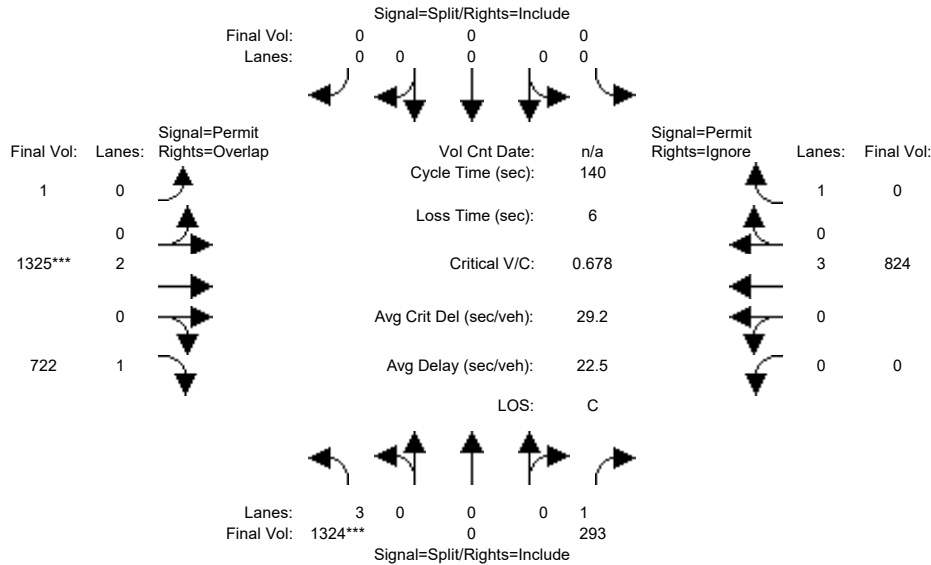 Signal=Split/Rights=Include
Final Vol: 0 0 0
Lanes: 0 0 0 0 0
Signal=Permit Signal=Permit
Final Vol: Lanes: Rights=Overlap Vol Cnt Date: n/a Rights=Ignore Lanes: Final Vol:
Cycle Time (sec): 140
1 0 1 0
Loss Time (sec): 6
0 0
1325*** 2 Critical V/C: 0.678 3 824
0 Avg Crit Del (sec/veh): 29.2 0
722 1 Avg Delay (sec/veh): 22.5 0 0
LOS: C
Lanes: 3 0 0 0 1
Final Vol: 1324*** 0 293
Signal=Split/Rights=Include